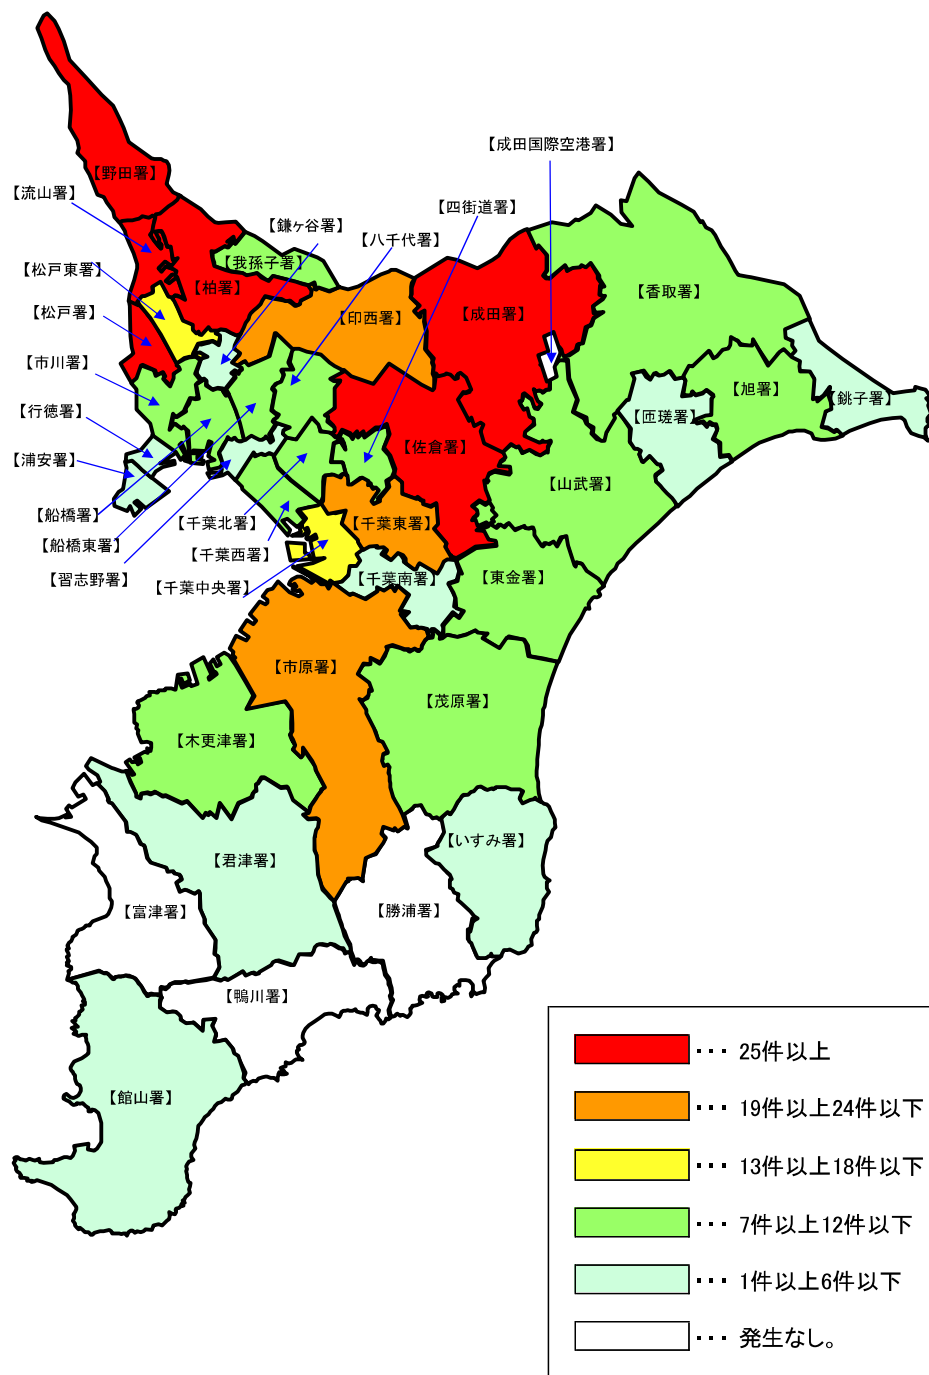 【成田国際空港署】
【野田署】
【流山署】
【四街道署】
【鎌ヶ谷署】
【八千代署】
【我孫子署】
【松戸東署】
【柏署】
【香取署】
【松戸署】
【印西署】
【成田署】
【市川署】
【旭署】
【銚子署】
【行徳署】
【匝瑳署】
【佐倉署】
【浦安署】
【山武署】
【船橋署】
【千葉北署】
【千葉東署】
【船橋東署】
【千葉西署】
【習志野署】
【千葉中央署】
【千葉南署】
【東金署】
【市原署】
【茂原署】
【木更津署】
【いすみ署】
【君津署】
【富津署】
【勝浦署】
【鴨川署】
【館山署】
・・・ 25件以上
・・・ 19件以上24件以下
・・・ 13件以上18件以下
・・・ 7件以上12件以下
・・・ 1件以上6件以下
・・・ 発生なし。